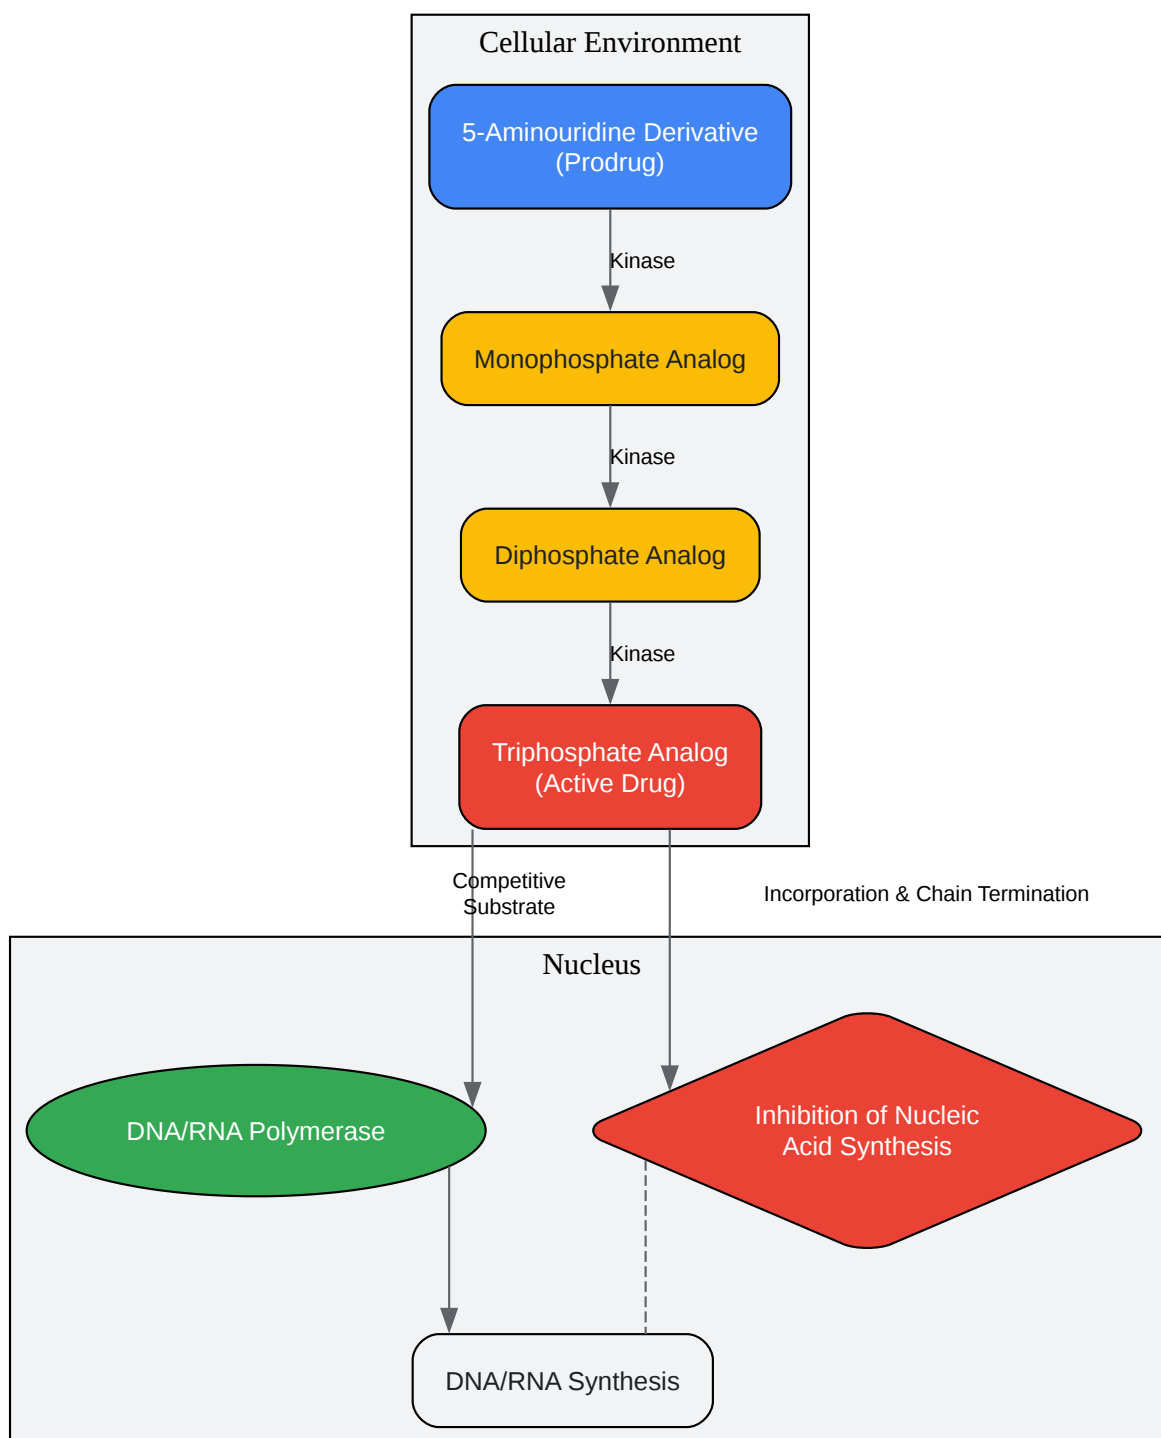 Cellular Environment
5-Aminouridine Derivative
(Prodrug)
Kinase
Monophosphate Analog
Kinase
Diphosphate Analog
Kinase
Triphosphate Analog
(Active Drug)
Competitive
Substrate
Incorporation & Chain Termination
Nucleus
DNA/RNA Polymerase
Inhibition of Nucleic
Acid Synthesis
DNA/RNA Synthesis